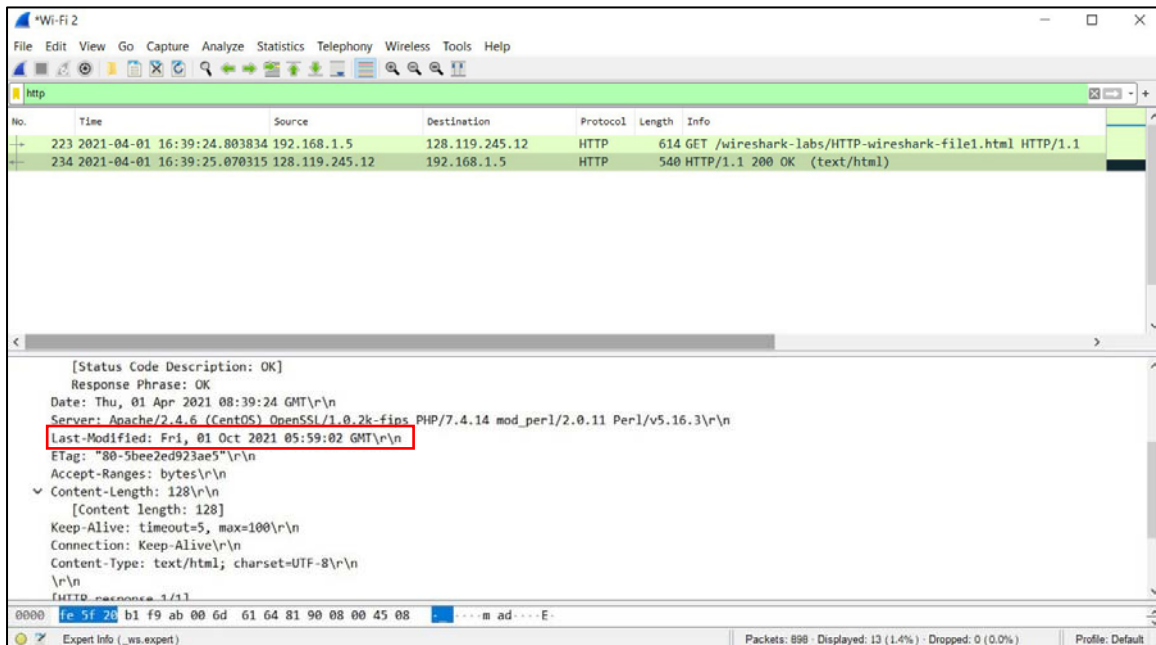 *Wi-Fi 2
File Edit View Go Capture Analyze Statistics Telephony Wireless Tools Help
http
No. Time Source Destination Protocol Length Info
223 2021-04-01 16:39:24.803834 192.168.1.5 128.119.245.12 HTTP 614 GET /wireshark-labs/HTTP-wireshark-file1.html HTTP/1.1
234 2021-04-01 16:39:25.070315 128.119.245.12 192.168.1.5 HTTP 540 HTTP/1.1 200 OK (text/html)
[Status Code Description: OK]
Response Phrase: OK
Date: Thu, 01 Apr 2021 08:39:24 GMT\r\n
Server: Apache/2.4.6 (CentOS) OpenSSL/1.0.2k-fips PHP/7.4.14 mod_perl/2.0.11 Perl/v5.16.3\r\n
Last-Modified: Fri, 01 Oct 2021 05:59:02 GMT\r\n
ETag: "80-5bee2ed923ae5"\r\n
Accept-Ranges: bytes\r\n
Content-Length: 128\r\n
[Content length: 128]
Keep-Alive: timeout=5, max=100\r\n
Connection: Keep-Alive\r\n
Content-Type: text/html; charset=UTF-8\r\n
\r\n
[HTTP response 1/1]
0000 fe 5f 20 b1 f9 ab 00 6d 61 64 81 90 08 00 45 08 ·_ ····m ad····E·
Expert Info (_ws.expert) Packets: 898 · Displayed: 13 (1.4%) · Dropped: 0 (0.0%) Profile: Default